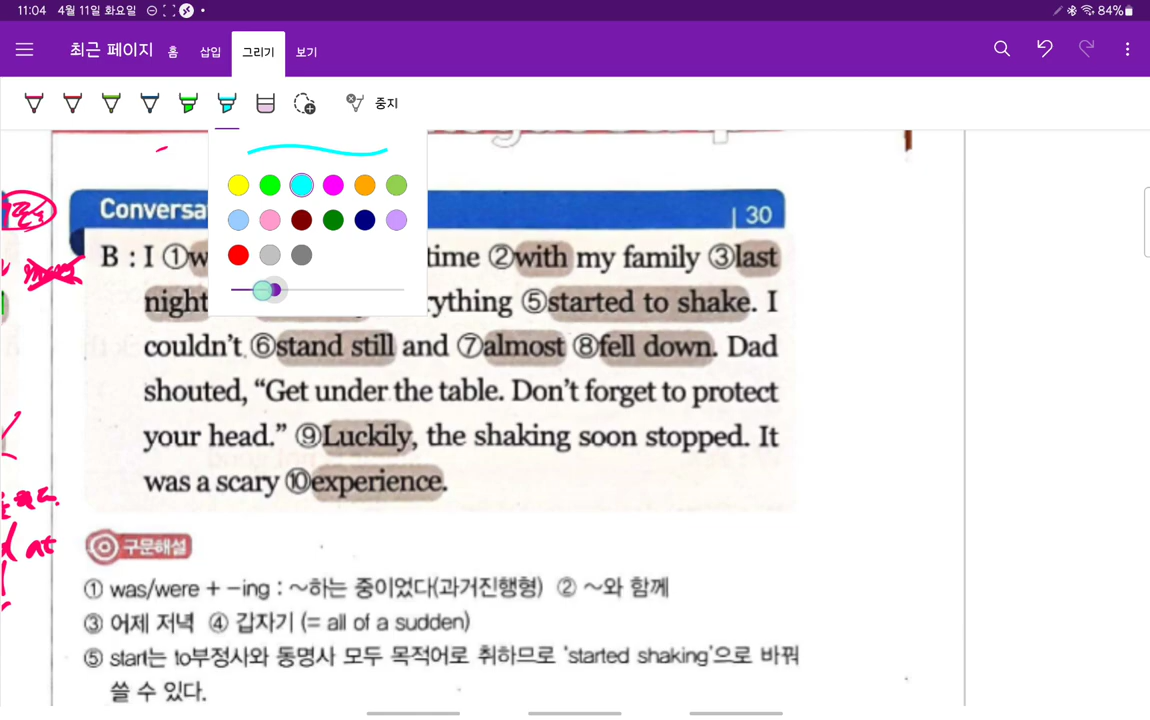 11:04 4월 11일 화요일 84%
최근 페이지 홈 삽입 그리기 보기
중지
Conversa | 30
B : I ①w time ②with my family ③last
night rything ⑤started to shake. I
couldn't ⑥stand still and ⑦almost ⑧fell down. Dad
shouted, “Get under the table. Don't forget to protect
your head.” ⑨Luckily, the shaking soon stopped. It
was a scary ⑩experience.
d at
구문해설
① was/were + -ing : ~하는 중이었다(과거진행형) ② ~와 함께
③ 어제 저녁 ④ 갑자기 (= all of a sudden)
⑤ start는 to부정사와 동명사 모두 목적어로 취하므로 'started shaking'으로 바꿔
쓸 수 있다.